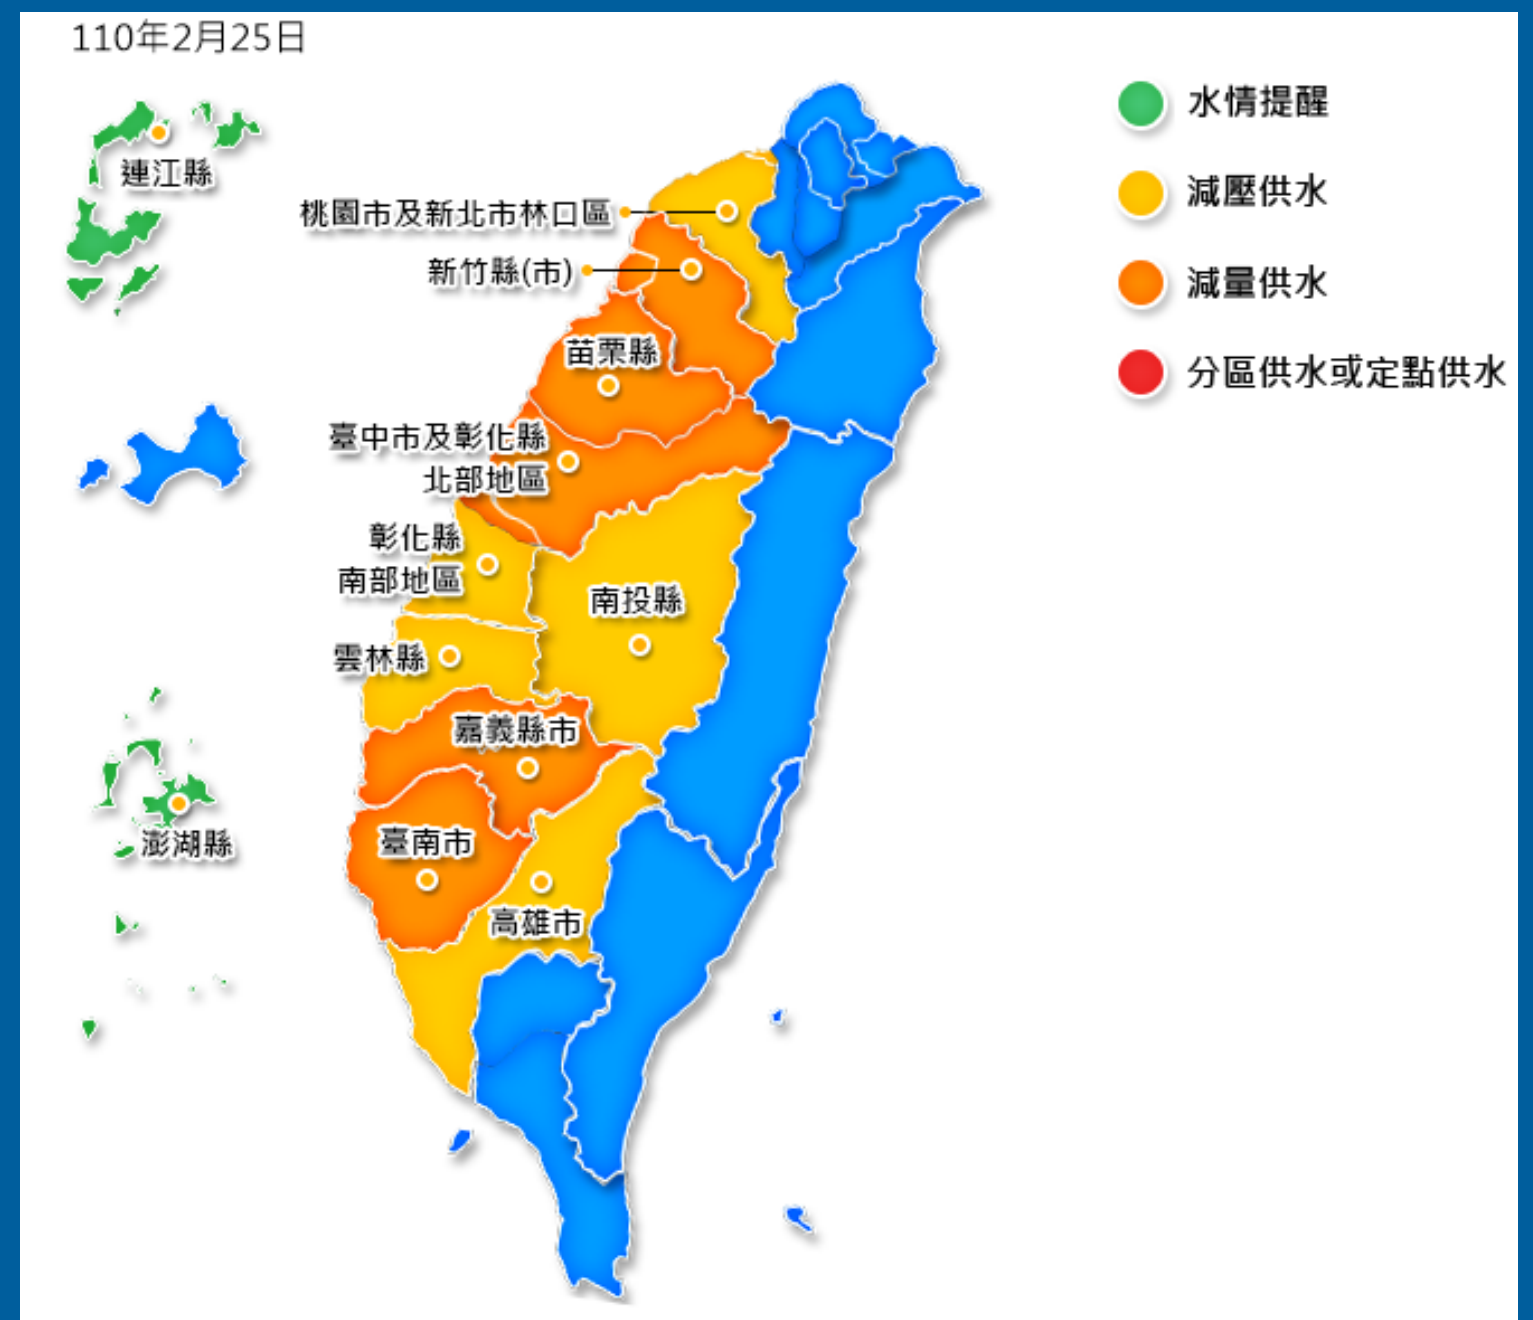 110年2月25日
水情提醒
減壓供水
減量供水
分區供水或定點供水
連江縣
桃園市及新北市林口區
新竹縣(市)
苗栗縣
臺中市及彰化縣
北部地區
彰化縣
南部地區
南投縣
雲林縣
嘉義縣市
臺南市
澎湖縣
高雄市